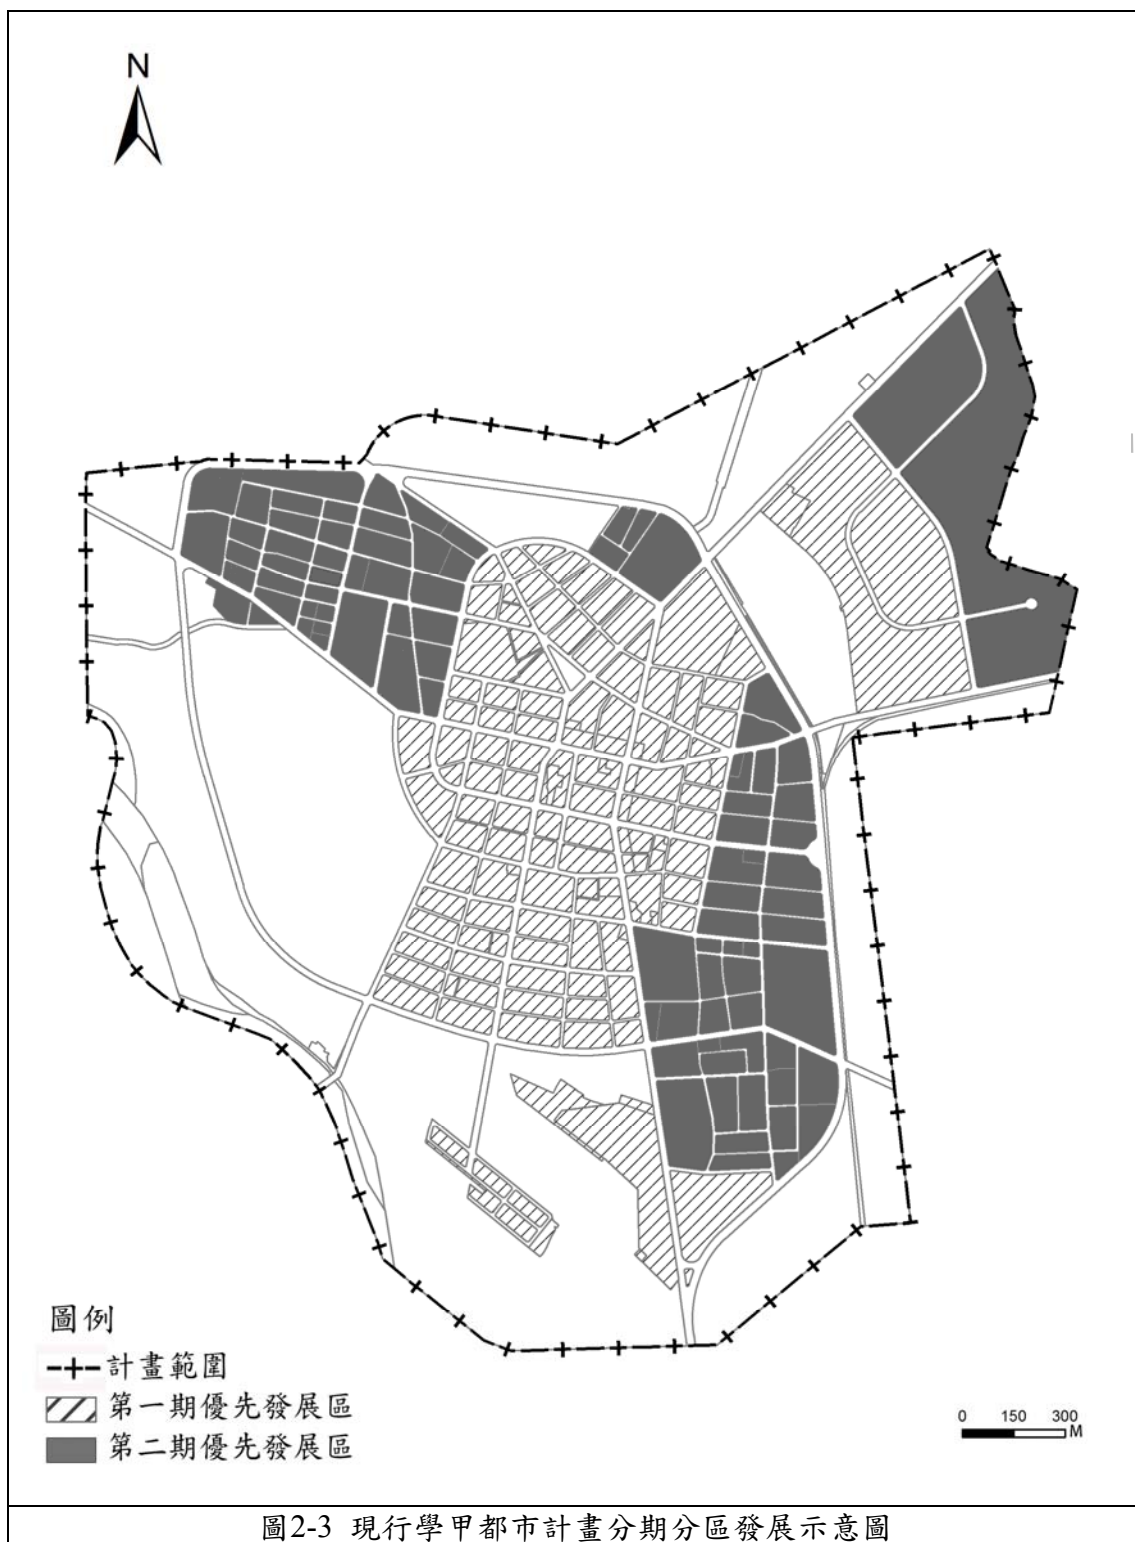 N
圖例
計畫範圍
第一期優先發展區
第二期優先發展區
0 150 300
M
圖2-3 現行學甲都市計畫分期分區發展示意圖